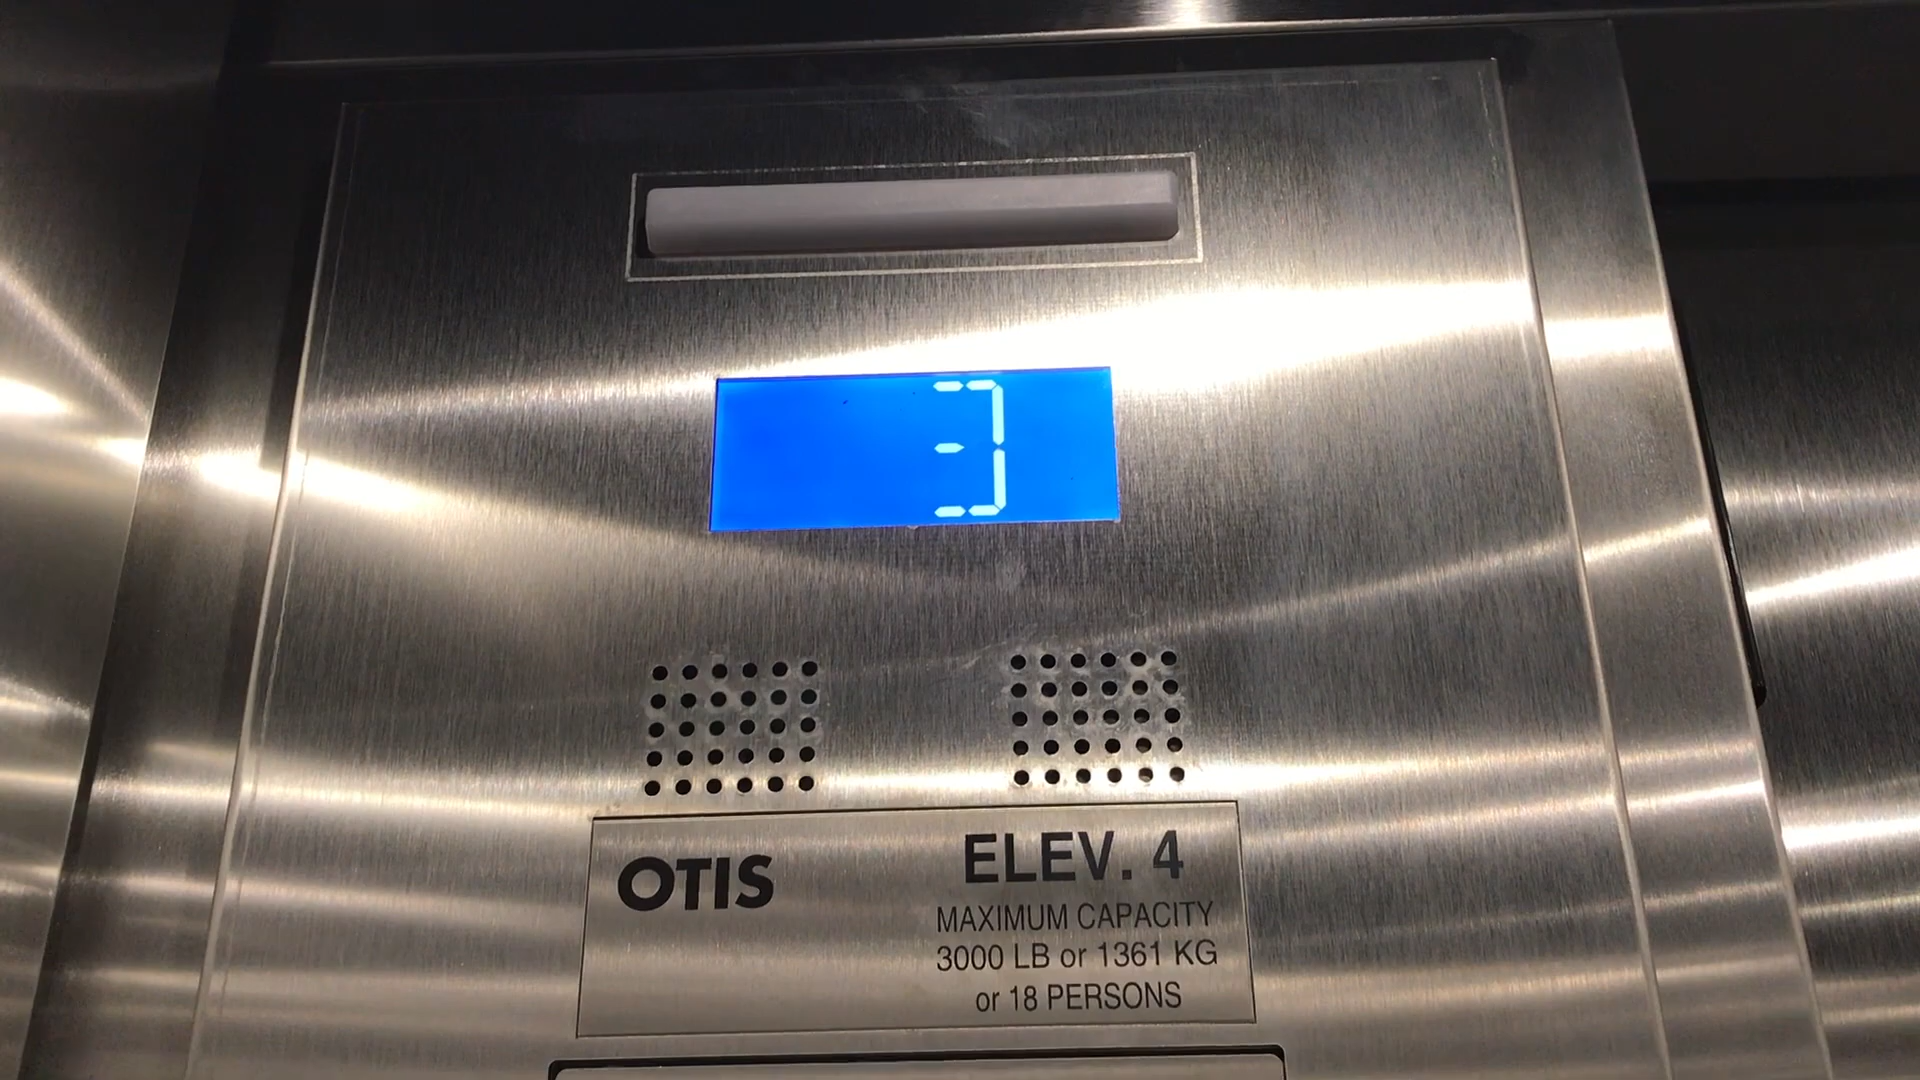 3
OTIS
ELEV. 4
MAXIMUM CAPACITY
3000 LB or 1361 KG
or 18 PERSONS